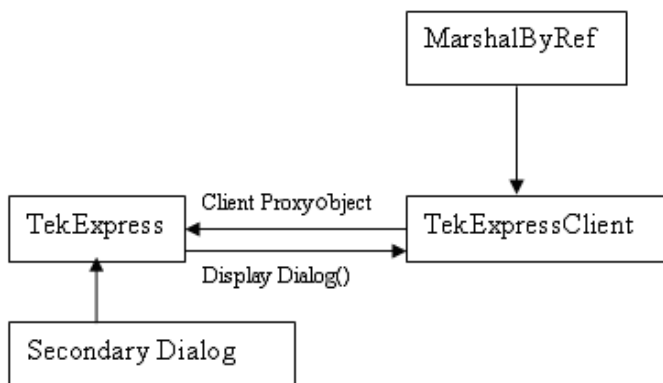 MarshalByRef
Client ProxyObject
TekExpress
TekExpressClient
Display Dialog()
Secondary Dialog